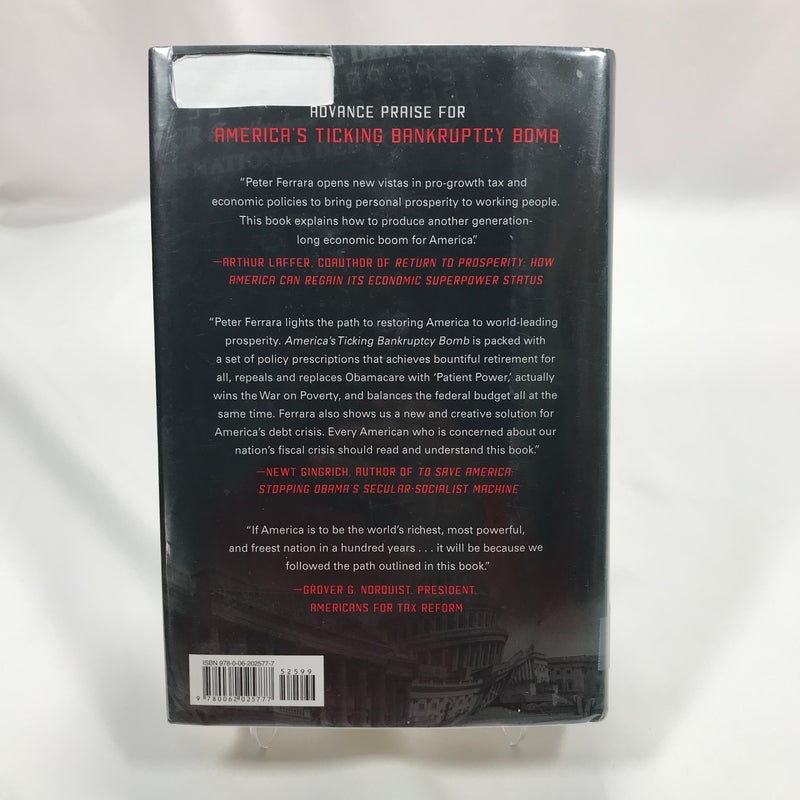 ADVANCE PRAISE FOR
AMERICA'S TICKING BANKRUPTCY BOMB
“Peter Ferrara opens new vistas in pro-growth tax and
economic policies to bring personal prosperity to working people.
This book explains how to produce another generation-
long economic boom for America.”
—ARTHUR LAFFER, COAUTHOR OF RETURN TO PROSPERITY: HOW
AMERICA CAN REGAIN ITS ECONOMIC SUPERPOWER STATUS
“Peter Ferrara lights the path to restoring America to world-leading
prosperity. America’s Ticking Bankruptcy Bomb is packed with
a set of policy prescriptions that achieves bountiful retirement for
all, repeals and replaces Obamacare with ‘Patient Power,’ actually
wins the War on Poverty, and balances the federal budget all at the
same time. Ferrara also shows us a new and creative solution for
America’s debt crisis. Every American who is concerned about our
nation’s fiscal crisis should read and understand this book.”
—NEWT GINGRICH, AUTHOR OF TO SAVE AMERICA:
STOPPING OBAMA'S SECULAR-SOCIALIST MACHINE
“If America is to be the world’s richest, most powerful,
and freest nation in a hundred years . . . it will be because we
followed the path outlined in this book.”
—GROVER G. NORQUIST, PRESIDENT,
AMERICANS FOR TAX REFORM
ISBN 978-0-06-202577-7
52599
9 780062 025777